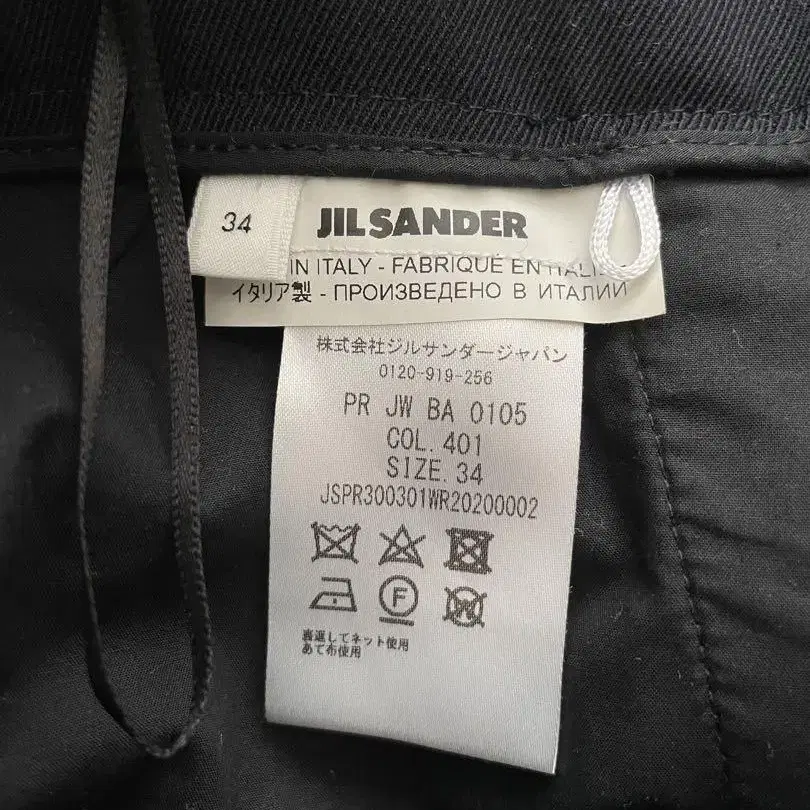 34
JIL SANDER
IN ITALY - FABRIQUÉ EN ITALIE
イタリア製 - ПРОИЗВЕДЕНО В ИТАЛИИ
株式会社ジルサンダージャパン
0120-919-256
PR JW BA 0105
COL. 401
SIZE. 34
JSPR300301WR20200002
F
W
裏返してネット使用
あて布使用